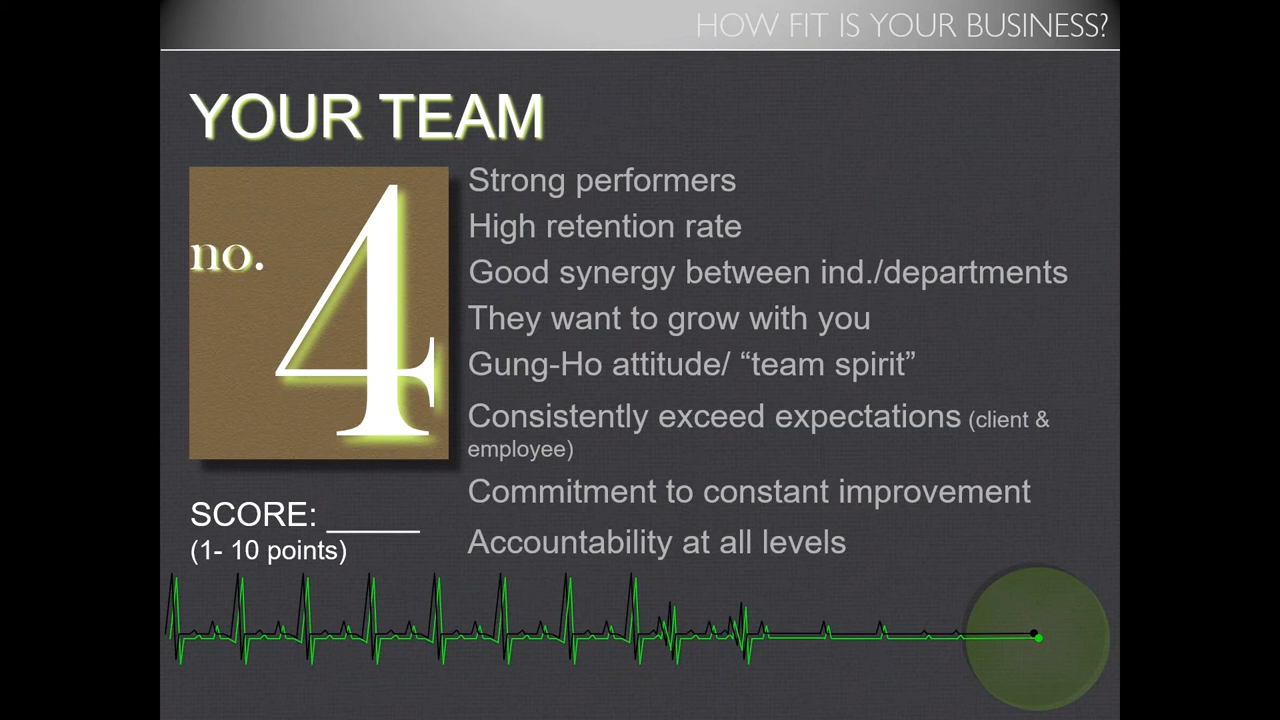 HOW FIT IS YOUR BUSINESS?
YOUR TEAM
no. 4
Strong performers
High retention rate
Good synergy between ind./departments
They want to grow with you
Gung-Ho attitude/ “team spirit”
Consistently exceed expectations (client &
employee)
Commitment to constant improvement
Accountability at all levels
SCORE: _____
(1- 10 points)